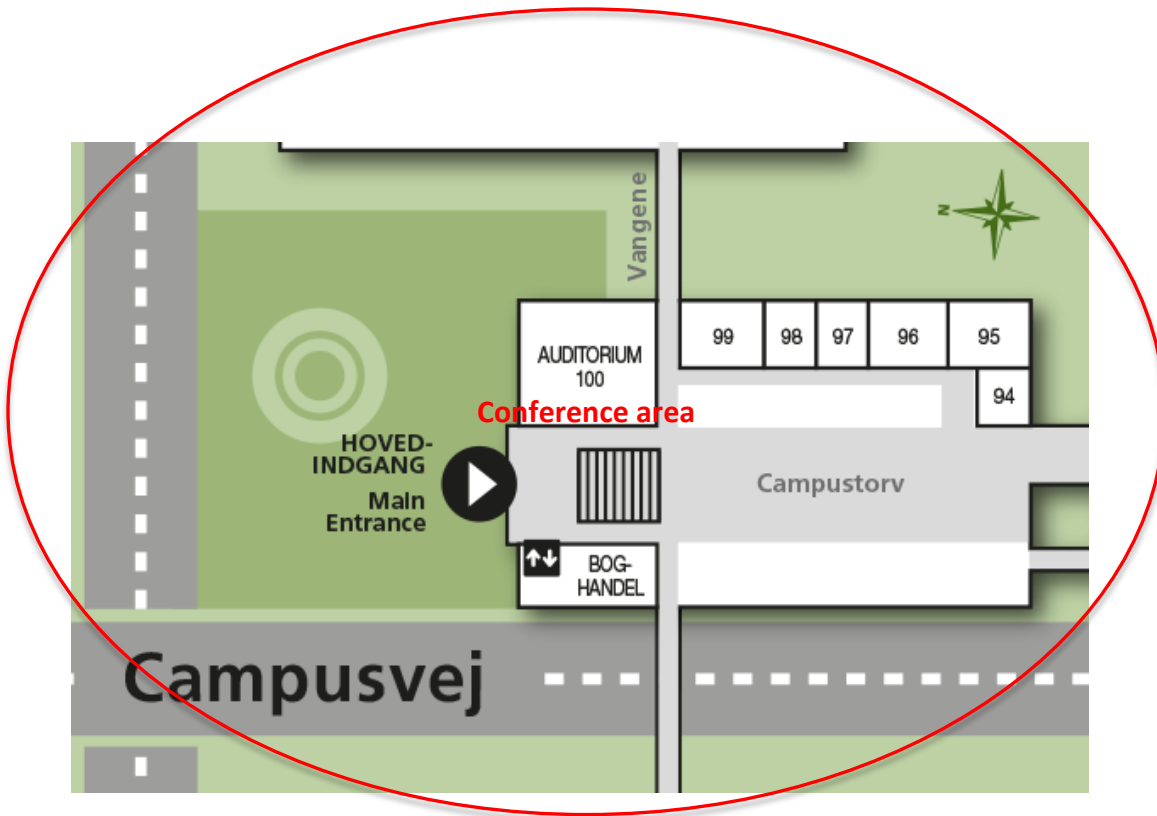 Vangene
N
99
98
97
96
95
AUDITORIUM
100
94
Conference area
HOVED-
INDGANG
Main
Entrance
Campustorv
BOG-
HANDEL
Campusvej